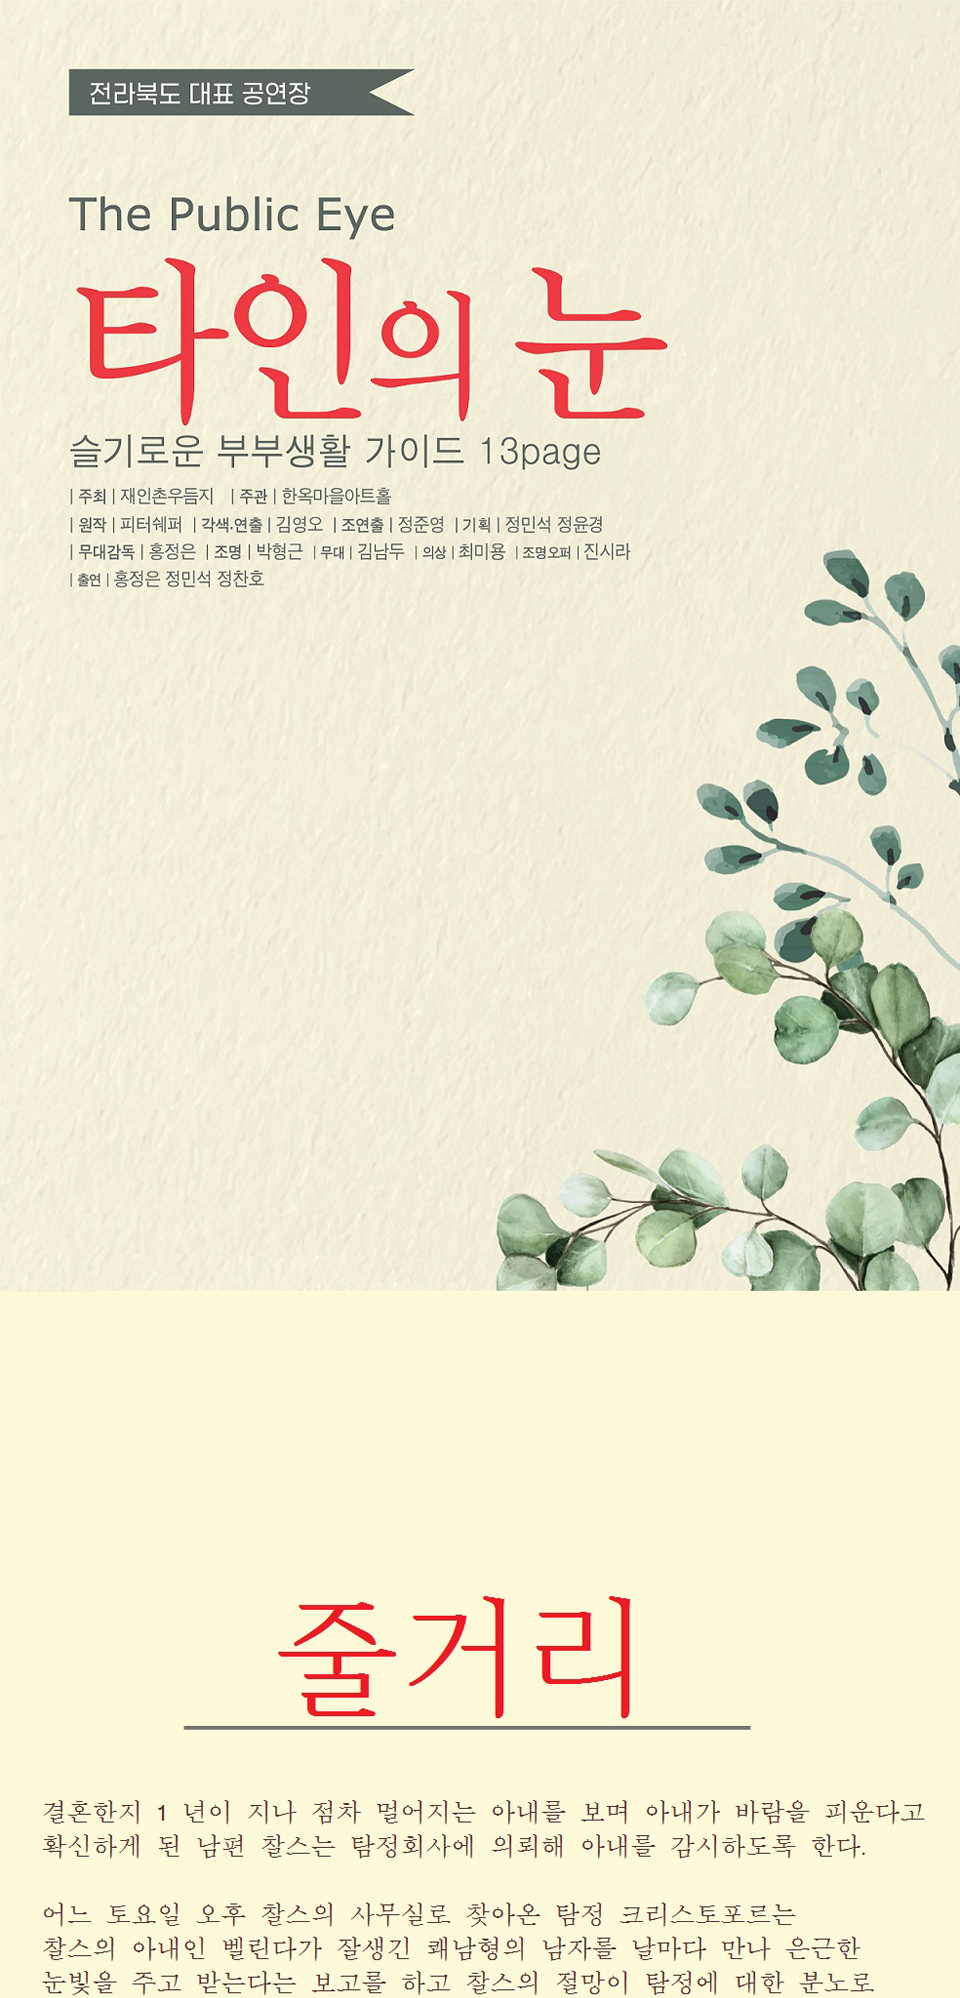 전라북도 대표 공연장
The Public Eye
타인의 눈
슬기로운 부부생활 가이드 13page
| 주최 | 재인촌우듬지 | 주관 | 한옥마을아트홀
| 원작 | 피터쉐퍼 | 각색.연출 | 김영오 | 조연출 | 정준영 | 기획 | 정민석 정윤경
| 무대감독 | 홍정은 | 조명 | 박형근 | 무대 | 김남두 | 의상 | 최미용 | 조명오퍼 | 진시라
| 출연 | 홍정은 정민석 정찬호
줄거리
결혼한지 1 년이 지나 점차 멀어지는 아내를 보며 아내가 바람을 피운다고
확신하게 된 남편 찰스는 탐정회사에 의뢰해 아내를 감시하도록 한다.
어느 토요일 오후 찰스의 사무실로 찾아온 탐정 크리스토포르는
찰스의 아내인 벨린다가 잘생긴 쾌남형의 남자를 날마다 만나 은근한
눈빛을 주고 받는다는 보고를 하고 찰스의 절망이 탐정에 대한 분노로